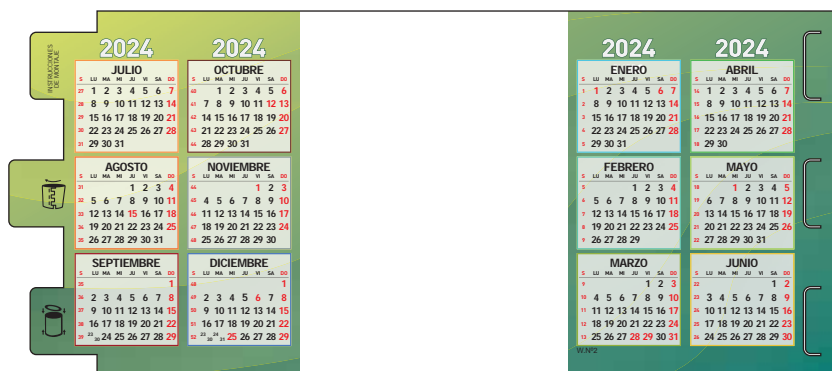 INSTRUCCIONES
DE MONTAJE
2024
JULIO
S LU MA MI JU VI SA DO
27 1 2 3 4 5 6 7
28 8 9 10 11 12 13 14
29 15 16 17 18 19 20 21
30 22 23 24 25 26 27 28
31 29 30 31
AGOSTO
S LU MA MI JU VI SA DO
31 1 2 3 4
32 5 6 7 8 9 10 11
33 12 13 14 15 16 17 18
34 19 20 21 22 23 24 25
35 26 27 28 29 30 31
SEPTIEMBRE
S LU MA MI JU VI SA DO
35 1
36 2 3 4 5 6 7 8
37 9 10 11 12 13 14 15
38 16 17 18 19 20 21 22
39 23 30 24 25 26 27 28 29
2024
OCTUBRE
S LU MA MI JU VI SA DO
40 1 2 3 4 5 6
41 7 8 9 10 11 12 13
42 14 15 16 17 18 19 20
43 21 22 23 24 25 26 27
44 28 29 30 31
NOVIEMBRE
S LU MA MI JU VI SA DO
44 1 2 3
45 4 5 6 7 8 9 10
46 11 12 13 14 15 16 17
47 18 19 20 21 22 23 24
48 25 26 27 28 29 30
DICIEMBRE
S LU MA MI JU VI SA DO
48 1
49 2 3 4 5 6 7 8
50 9 10 11 12 13 14 15
51 16 17 18 19 20 21 22
52 23 30 24 31 25 26 27 28 29
2024
ENERO
S LU MA MI JU VI SA DO
1 1 2 3 4 5 6 7
2 8 9 10 11 12 13 14
3 15 16 17 18 19 20 21
4 22 23 24 25 26 27 28
5 29 30 31
FEBRERO
S LU MA MI JU VI SA DO
5 1 2 3 4
6 5 6 7 8 9 10 11
7 12 13 14 15 16 17 18
8 19 20 21 22 23 24 25
9 26 27 28 29
MARZO
S LU MA MI JU VI SA DO
9 1 2 3
10 4 5 6 7 8 9 10
11 11 12 13 14 15 16 17
12 18 19 20 21 22 23 24
13 25 26 27 28 29 30 31
W.Nº2
2024
ABRIL
S LU MA MI JU VI SA DO
14 1 2 3 4 5 6 7
15 8 9 10 11 12 13 14
16 15 16 17 18 19 20 21
17 22 23 24 25 26 27 28
18 29 30
MAYO
S LU MA MI JU VI SA DO
18 1 2 3 4 5
19 6 7 8 9 10 11 12
20 13 14 15 16 17 18 19
21 20 21 22 23 24 25 26
22 27 28 29 30 31
JUNIO
S LU MA MI JU VI SA DO
22 1 2
23 3 4 5 6 7 8 9
24 10 11 12 13 14 15 16
25 17 18 19 20 21 22 23
26 24 25 26 27 28 29 30